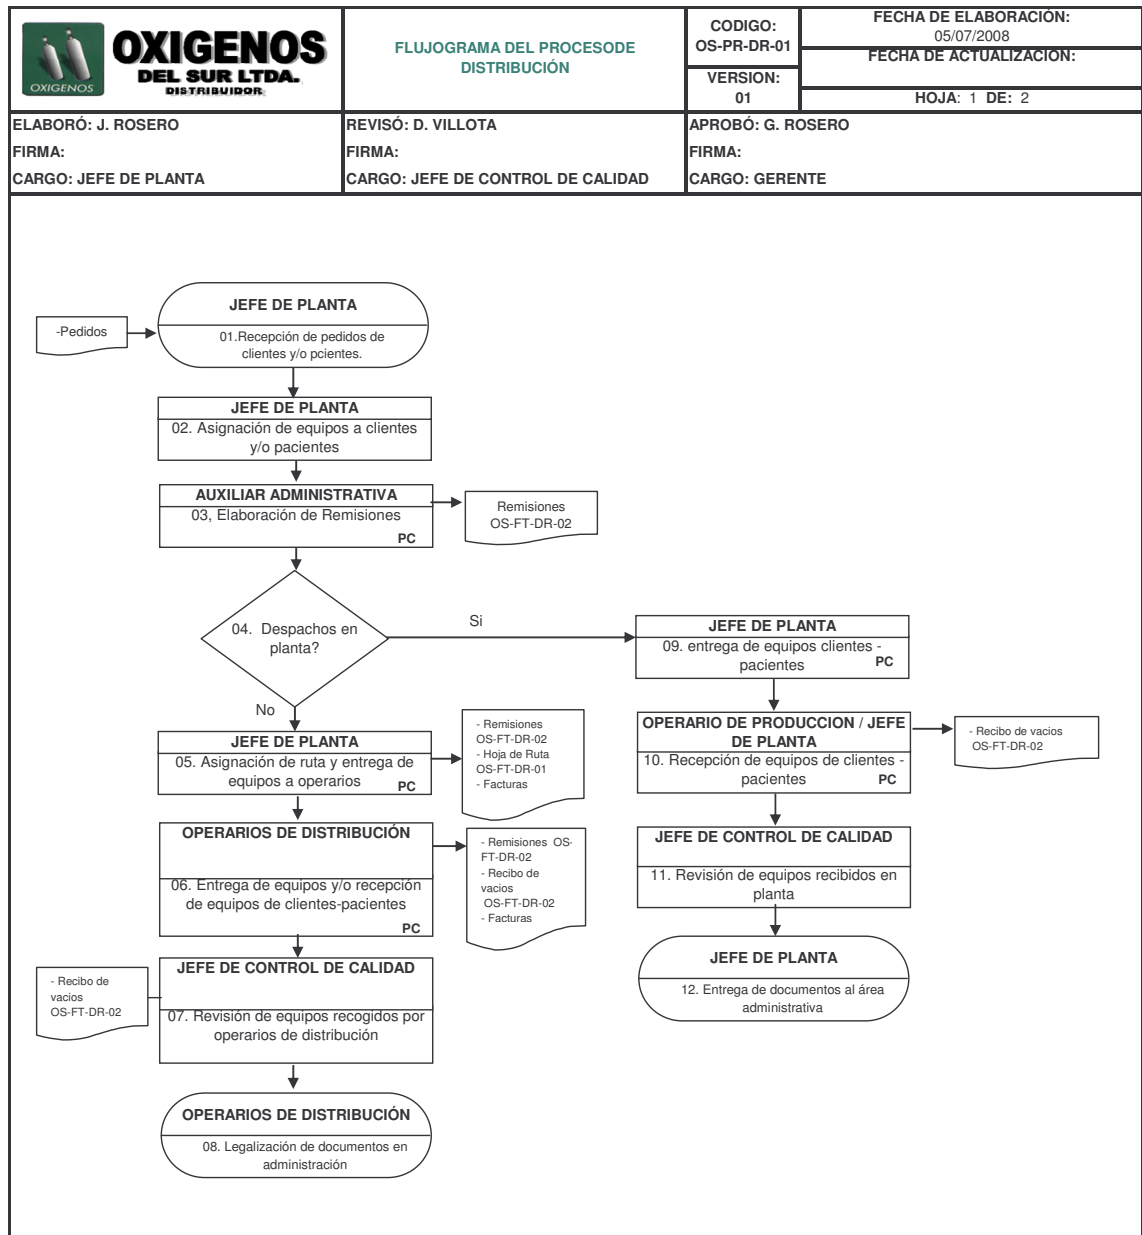 OXIGENOS
OXIGENOS
DEL SUR LTDA.
DISTRIBUIDOR
FLUJOGRAMA DEL PROCESODE
DISTRIBUCIÓN
CODIGO:
OS-PR-DR-01
VERSION:
01
FECHA DE ELABORACIÓN:
05/07/2008
FECHA DE ACTUALIZACION:
HOJA: 1 DE: 2
ELABORÓ: J. ROSERO
FIRMA:
CARGO: JEFE DE PLANTA
REVISÓ: D. VILLOTA
FIRMA:
CARGO: JEFE DE CONTROL DE CALIDAD
APROBÓ: G. ROSERO
FIRMA:
CARGO: GERENTE
-Pedidos
JEFE DE PLANTA
01.Recepción de pedidos de
clientes y/o pcientes.
JEFE DE PLANTA
02. Asignación de equipos a clientes
y/o pacientes
AUXILIAR ADMINISTRATIVA
03, Elaboración de Remisiones
PC
Remisiones
OS-FT-DR-02
04. Despachos en
planta?
Si
No
JEFE DE PLANTA
05. Asignación de ruta y entrega de
equipos a operarios
PC
- Remisiones
OS-FT-DR-02
- Hoja de Ruta
OS-FT-DR-01
- Facturas
OPERARIOS DE DISTRIBUCIÓN
06. Entrega de equipos y/o recepción
de equipos de clientes-pacientes
PC
- Remisiones OS-
FT-DR-02
- Recibo de
vacios
OS-FT-DR-02
- Facturas
- Recibo de
vacios
OS-FT-DR-02
JEFE DE CONTROL DE CALIDAD
07. Revisión de equipos recogidos por
operarios de distribución
OPERARIOS DE DISTRIBUCIÓN
08. Legalización de documentos en
administración
JEFE DE PLANTA
09. entrega de equipos clientes -
pacientes
PC
OPERARIO DE PRODUCCION / JEFE
DE PLANTA
10. Recepción de equipos de clientes -
pacientes
PC
- Recibo de vacios
OS-FT-DR-02
JEFE DE CONTROL DE CALIDAD
11. Revisión de equipos recibidos en
planta
JEFE DE PLANTA
12. Entrega de documentos al área
administrativa